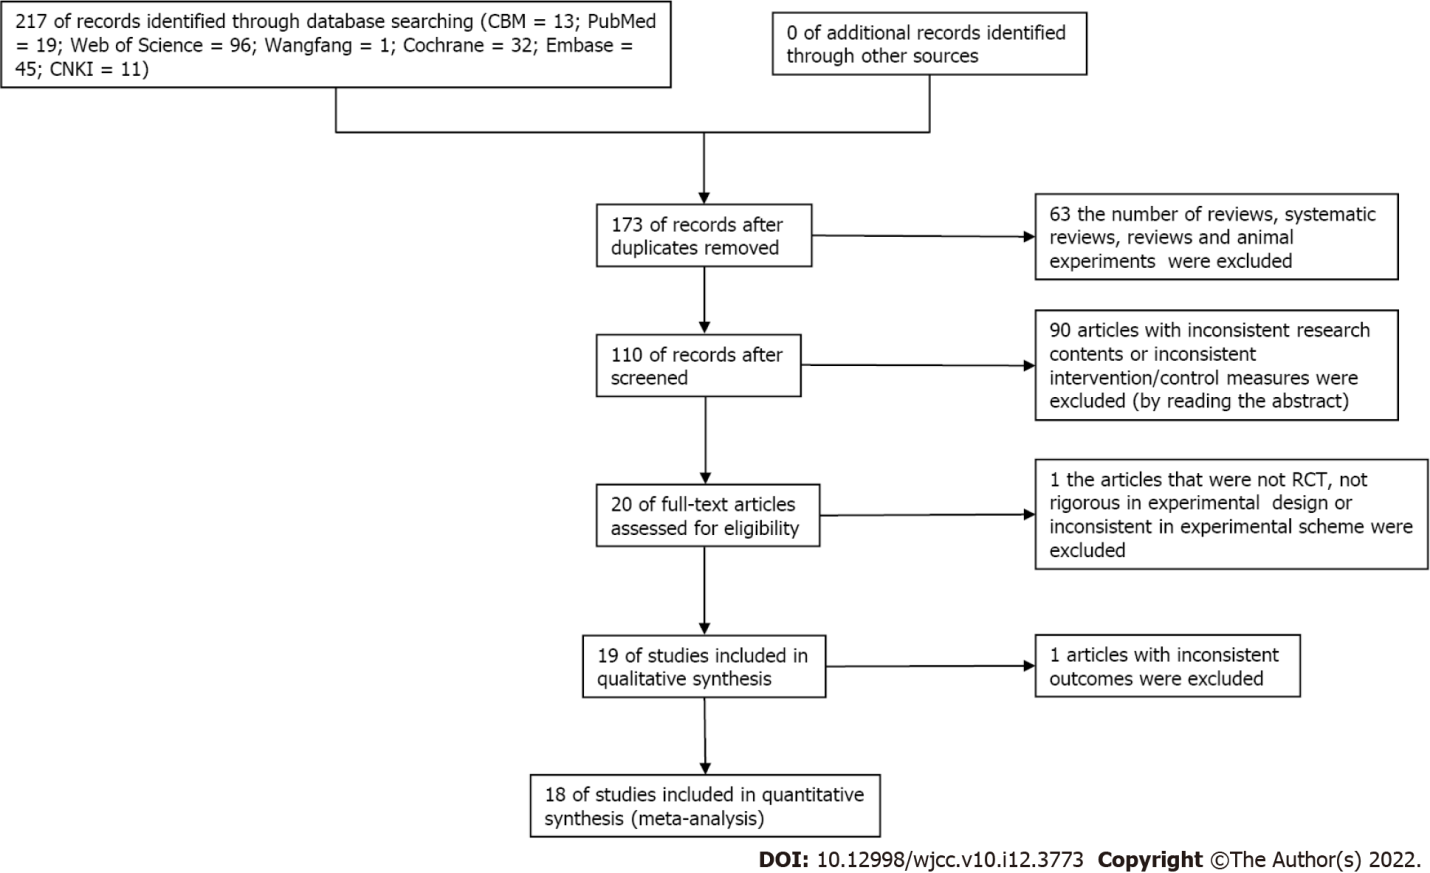 217 of records identified through database searching (CBM = 13; PubMed
= 19; Web of Science = 96; Wangfang = 1; Cochrane = 32; Embase =
45; CNKI = 11)
0 of additional records identified
through other sources
173 of records after
duplicates removed
63 the number of reviews, systematic
reviews, reviews and animal
experiments were excluded
110 of records after
screened
90 articles with inconsistent research
contents or inconsistent
intervention/control measures were
excluded (by reading the abstract)
20 of full-text articles
assessed for eligibility
1 the articles that were not RCT, not
rigorous in experimental design or
inconsistent in experimental scheme were
excluded
19 of studies included in
qualitative synthesis
1 articles with inconsistent
outcomes were excluded
18 of studies included in quantitative
synthesis (meta-analysis)
DOI: 10.12998/wjcc.v10.i12.3773 Copyright ©The Author(s) 2022.